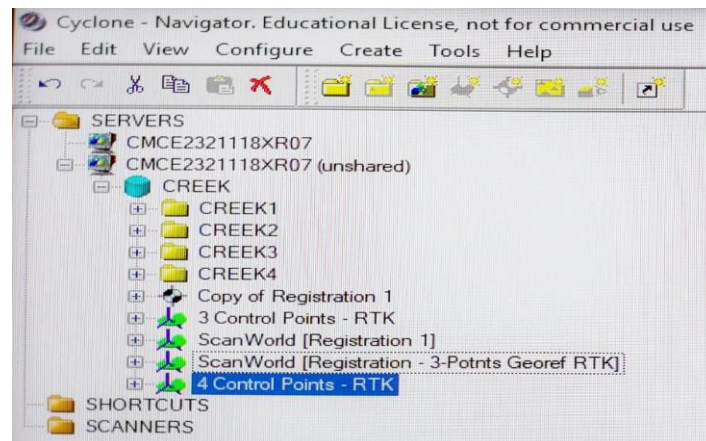 Cyclone - Navigator. Educational License, not for commercial use
File Edit View Configure Create Tools Help
SERVERS
CMCE2321118XR07
CMCE2321118XR07 (unshared)
CREEK
CREEK1
CREEK2
CREEK3
CREEK4
Copy of Registration 1
3 Control Points - RTK
ScanWorld [Registration 1]
ScanWorld [Registration - 3-Potnts Georef RTK]
4 Control Points - RTK
SHORTCUTS
SCANNERS